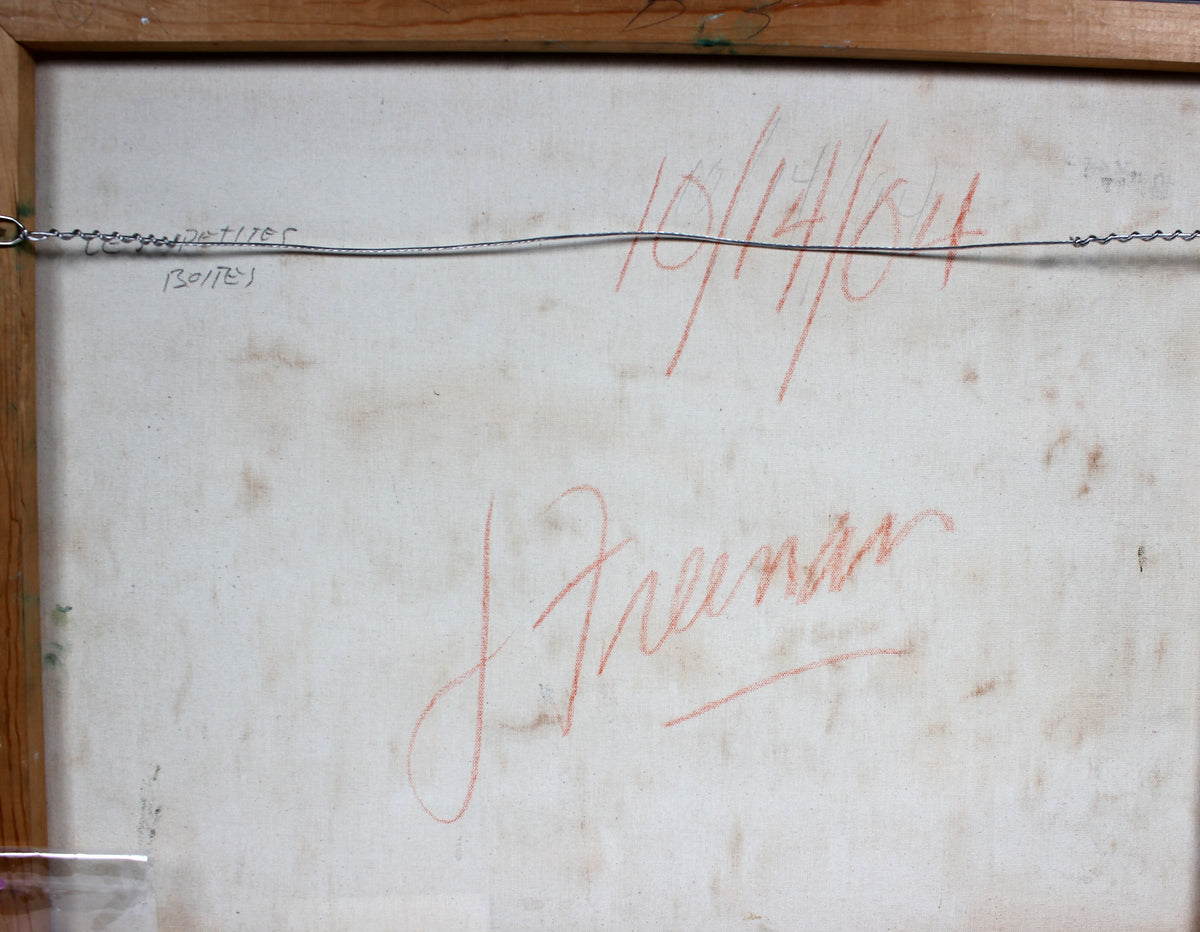 10/14/04
PETITES
BOITES
J Freeman